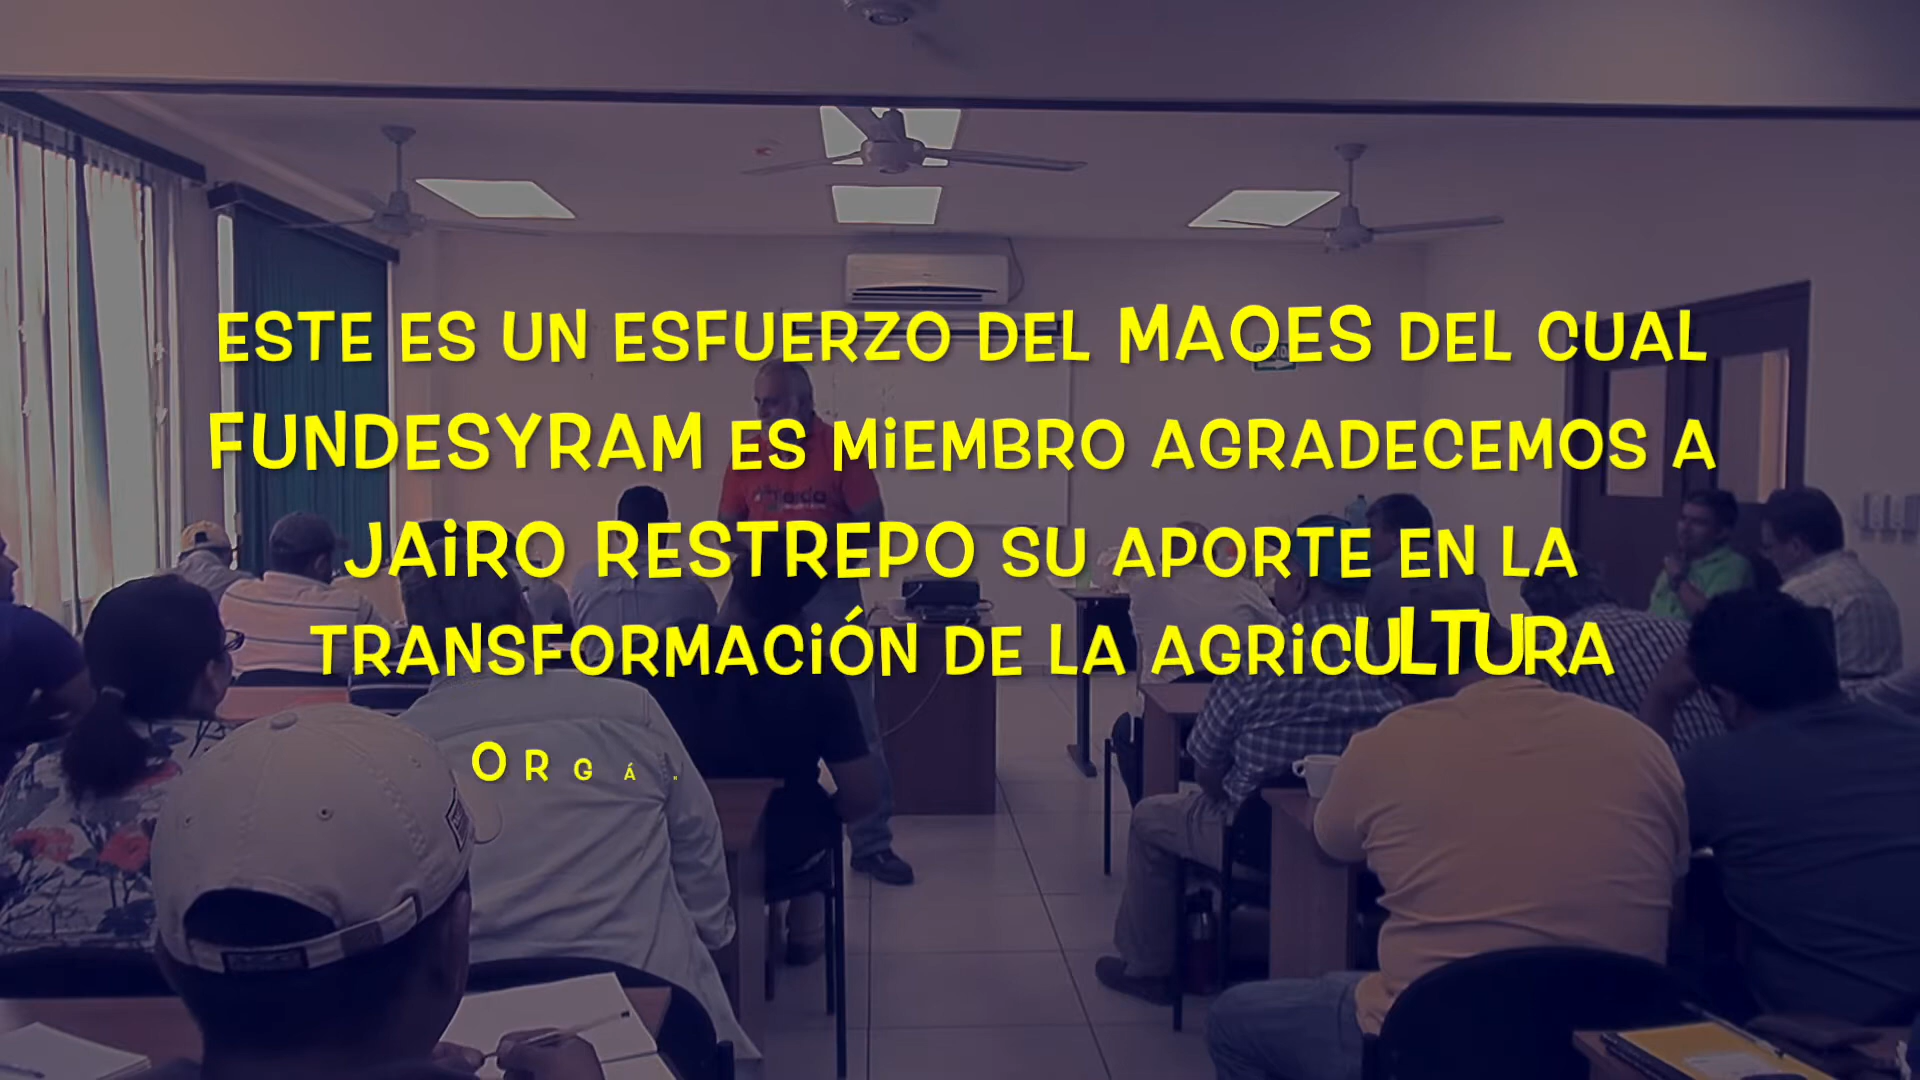 ESTE ES UN ESFUERZO DEL MAOES DEL CUAL
FUNDESYRAM ES MiEMBRO AGRADECEMOS A
JAiRO RESTREPO SU APORTE EN LA
TRANSFORMACiÓN DE LA AGRiCULTURA
ORGÁ